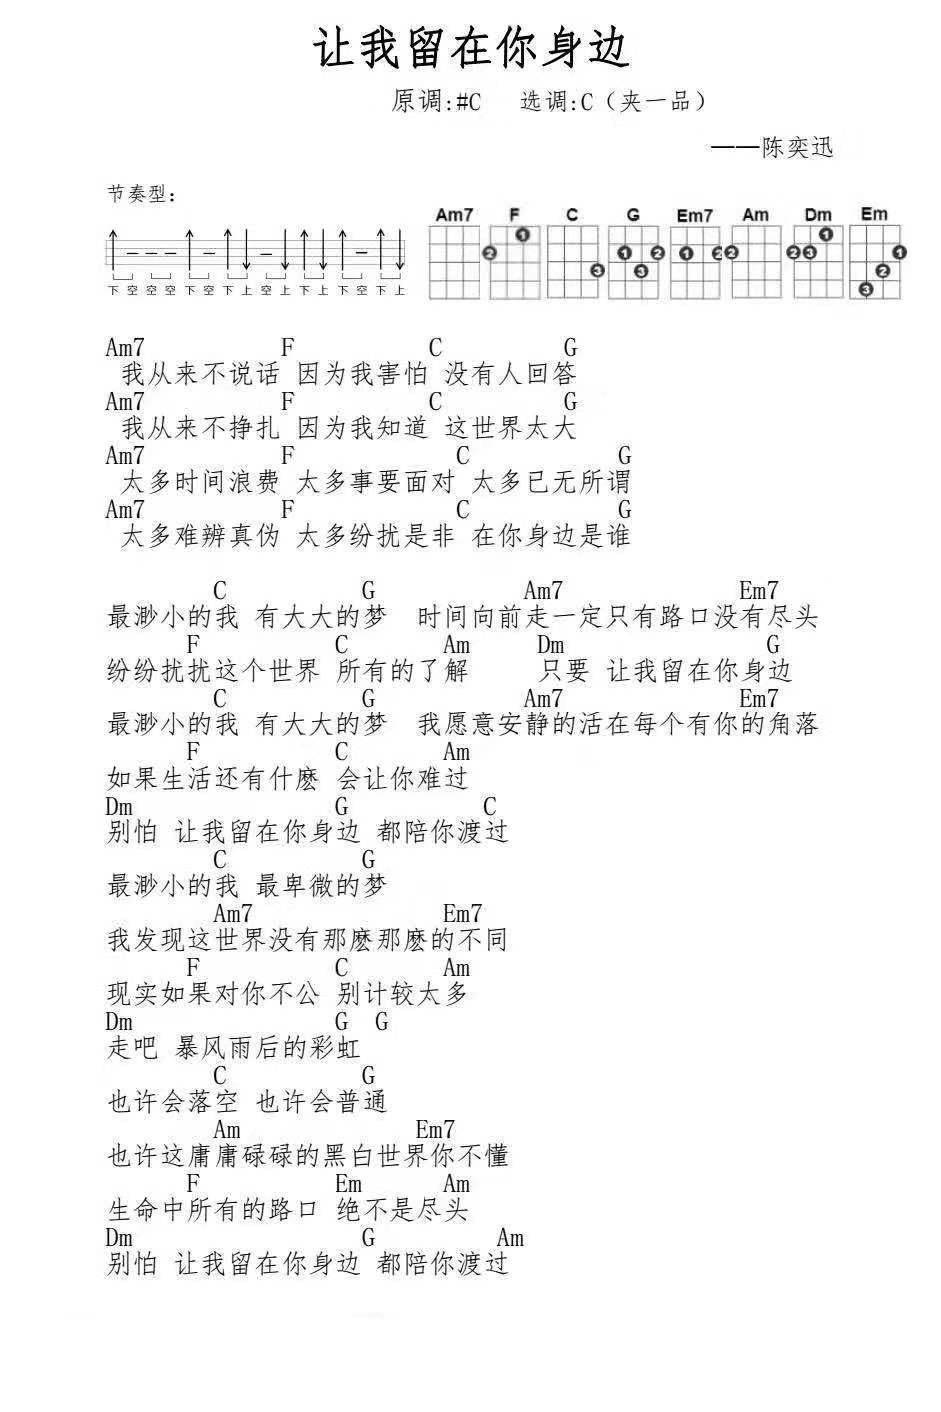 让我留在你身边
原调:#C 选调:C（夹一品）
——陈奕迅
节奏型:
Am7 F C G Em7 Am Dm Em
下 空 空 空 下 空 下 上 空 上 下 上 下 空 下 上
Am7 F C G
我从来不说话 因为我害怕 没有人回答
Am7 F C G
我从来不挣扎 因为我知道 这世界太大
Am7 F C G
太多时间浪费 太多事要面对 太多已无所谓
Am7 F C G
太多难辨真伪 太多纷扰是非 在你身边是谁
C G Am7 Em7
最渺小的我 有大大的梦 时间向前走一定只有路口没有尽头
F C Am Dm G
纷纷扰扰这个世界 所有的了解 只要 让我留在你身边
C G Am7 Em7
最渺小的我 有大大的梦 我愿意安静的活在每个有你的角落
F C Am
如果生活还有什麽 会让你难过
Dm G C
别怕 让我留在你身边 都陪你渡过
C G
最渺小的我 最卑微的梦
Am7 Em7
我发现这世界没有那麽那麽的不同
F C Am
现实如果对你不公 别计较太多
Dm G G
走吧 暴风雨后的彩虹
C G
也许会落空 也许会普通
Am Em7
也许这庸庸碌碌的黑白世界你不懂
F Em Am
生命中所有的路口 绝不是尽头
Dm G Am
别怕 让我留在你身边 都陪你渡过